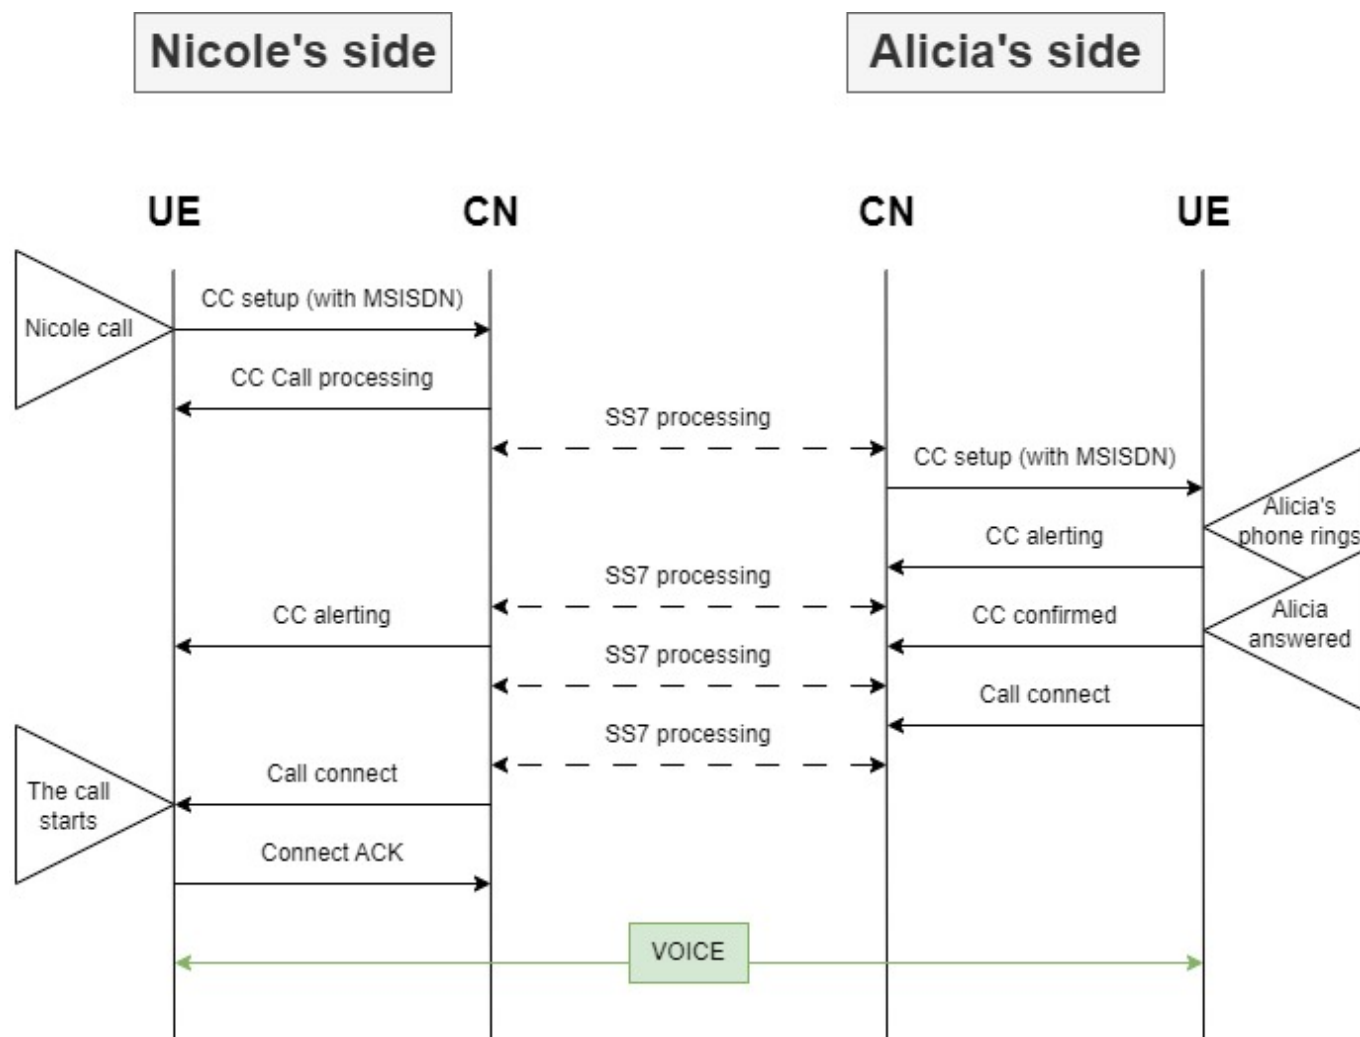 Nicole's side
Alicia's side
UE
CN
CN
UE
Nicole call
CC setup (with MSISDN)
CC Call processing
SS7 processing
CC setup (with MSISDN)
Alicia's
phone rings
CC alerting
SS7 processing
CC alerting
CC confirmed
Alicia
answered
SS7 processing
Call connect
SS7 processing
The call
starts
Call connect
Connect ACK
VOICE